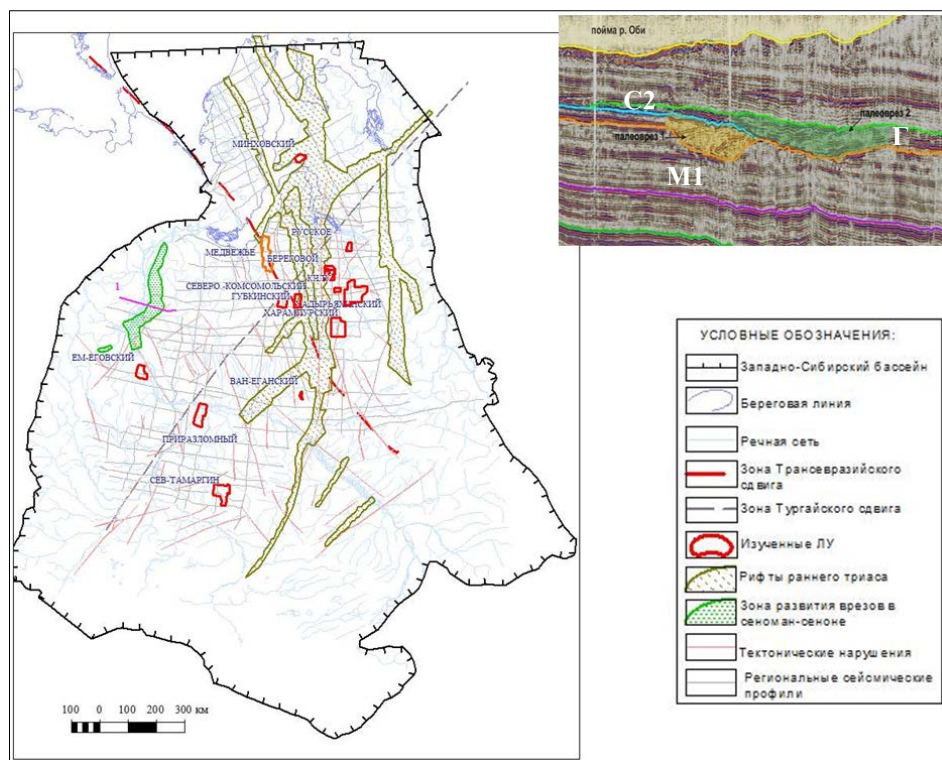 пойма р. Оби
С2
палеоврез 2
палеоврез 1
Г
М1
МИНХОВСКИЙ
РУССКОЕ
МЕДВЕЖЬЕ
БЕРЕГОВОЙ
СЕВЕРО -КОМСОМОЛЬСКИЙ
ГУБКИНСКИЙ
ХАРАМПУРСКИЙ
1
ЕМ-ЕГОВСКИЙ
ВАН-ЕГАНСКИЙ
ПРИРАЗЛОМНЫЙ
СЕВ-ТАМАРГИН
100 0 100 200 300 км
УСЛОВНЫЕ ОБОЗНАЧЕНИЯ:
Западно-Сибирский бассейн
Береговая линия
Речная сеть
Зона Трансевразийского
сдвига
Зона Тургайского сдвига
Изученные ЛУ
Рифты раннего триаса
Зона развития врезов в
сеноман-сеноне
Тектонические нарушения
Региональные сейсмические
профили